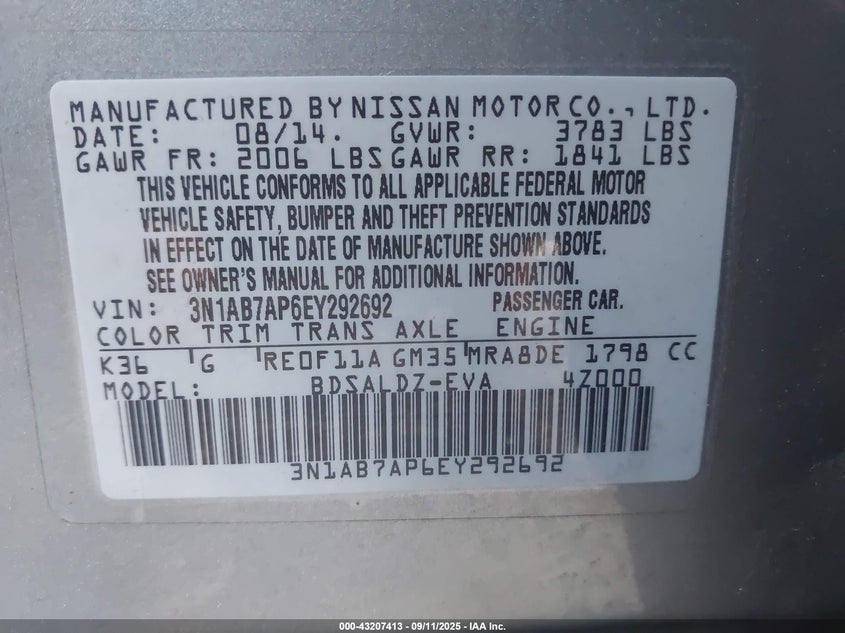 MANUFACTURED BY NISSAN MOTOR CO., LTD.
DATE: 08/14. GVWR: 3783 LBS
GAWR FR: 2006 LBS GAWR RR: 1841 LBS
THIS VEHICLE CONFORMS TO ALL APPLICABLE FEDERAL MOTOR
VEHICLE SAFETY, BUMPER AND THEFT PREVENTION STANDARDS
IN EFFECT ON THE DATE OF MANUFACTURE SHOWN ABOVE.
SEE OWNER'S MANUAL FOR ADDITIONAL INFORMATION.
VIN: 3N1AB7AP6EY292692 PASSENGER CAR.
COLOR TRIM TRANS AXLE ENGINE
K36 G RE0F11A GM35 MRA8DE 1798 CC
MODEL: BDSALDZ-EVA 4Z000
3N1AB7AP6EY292692
000-43207413 - 09/11/2025 - IAA Inc.